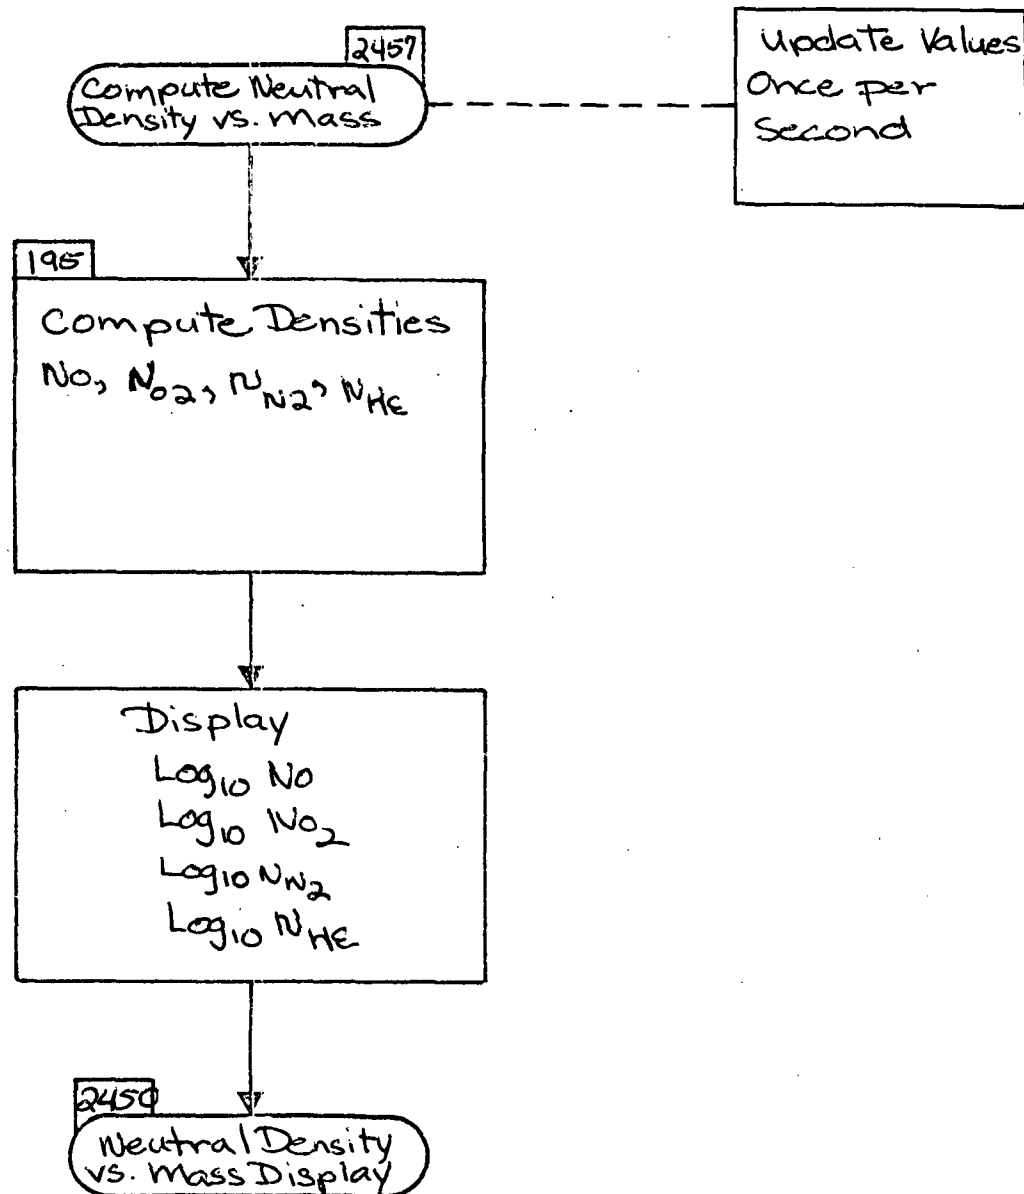 2457
Compute Neutral
Density vs. mass
Update Values
Once per
Second
195
Compute Densities
NO, NO2, NN2, NHE
Display
Log10 NO
Log10 NO2
Log10 NN2
Log10 NHE
Neutral Density
vs. Mass Display